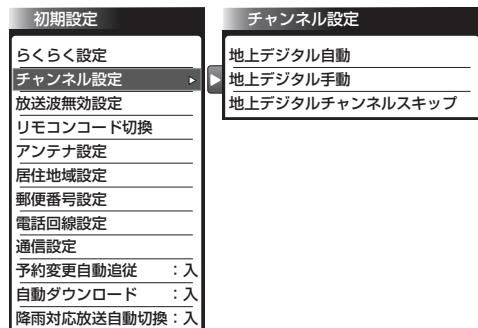 初期設定
らくらく設定
チャンネル設定
放送波無効設定
リモコンコード切換
アンテナ設定
居住地域設定
郵便番号設定
電話回線設定
通信設定
予約変更自動追従 :入
自動ダウンロード :入
降雨対応放送自動切換:入
チャンネル設定
地上デジタル自動
地上デジタル手動
地上デジタルチャンネルスキップ